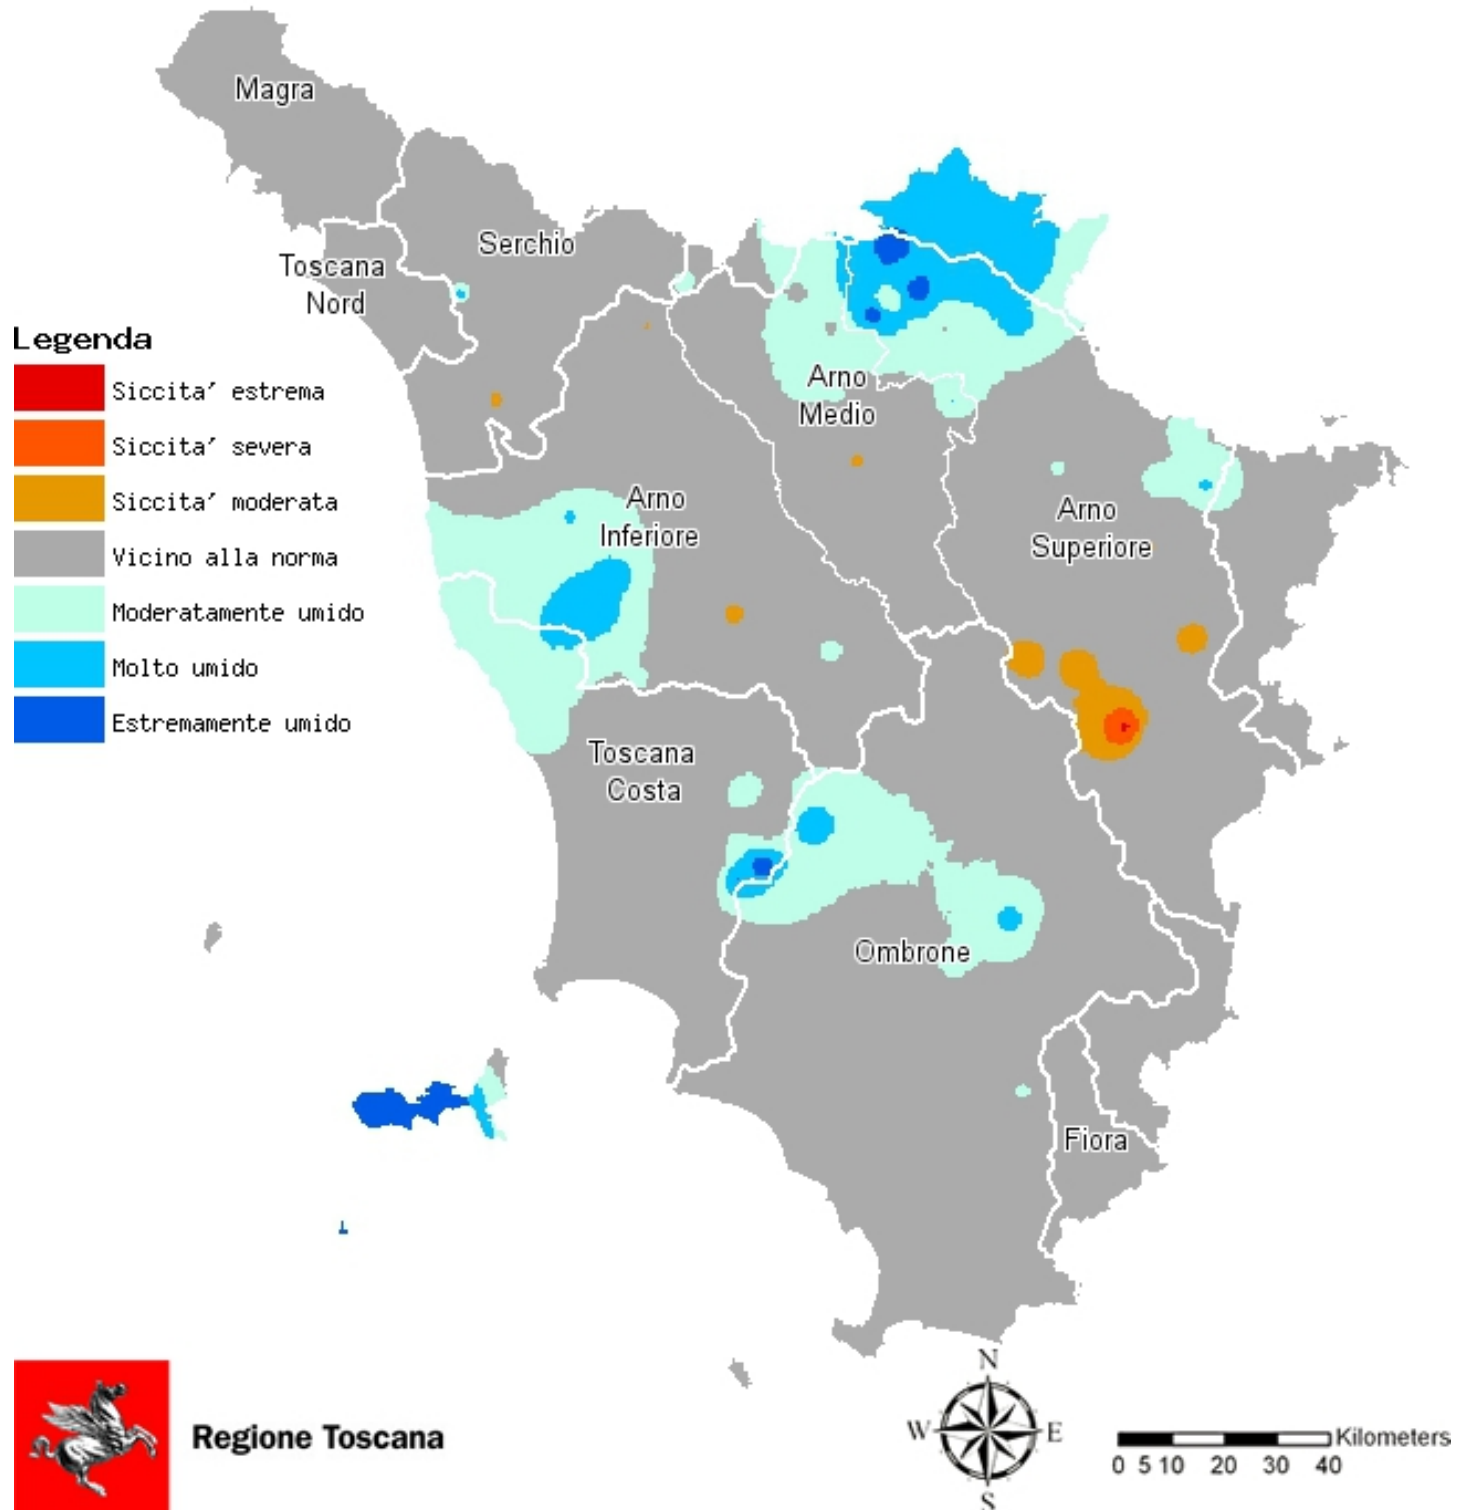 Magra
Serchio
Toscana
Nord
Legenda
Siccita’ estrema
Siccita’ severa
Siccita’ moderata
Vicino alla norma
Moderatamente umido
Molto umido
Estremamente umido
Arno
Medio
Arno
Inferiore
Arno
Superiore
Toscana
Costa
Ombrone
Fiora
Regione Toscana
N
W E
S
Kilometers
0 5 10 20 30 40